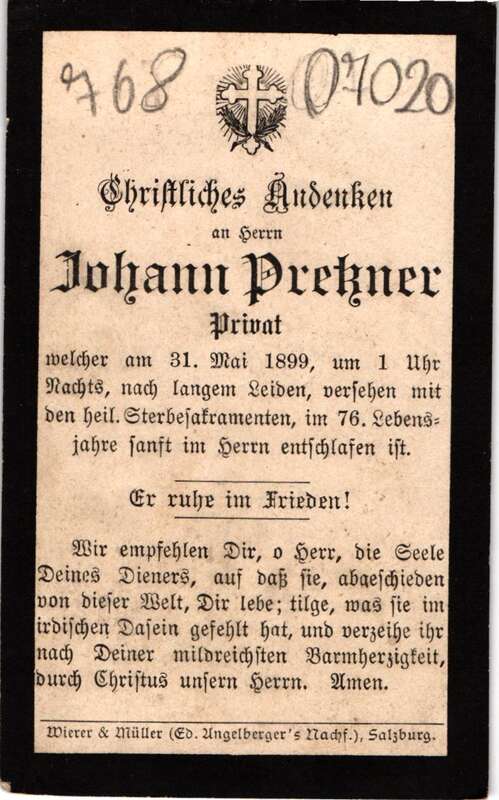 768 07020
Christliches Andenken
an Herrn
Johann Pretzner
Privat
welcher am 31. Mai 1899, um 1 Uhr
Nachts, nach langem Leiden, versehen mit
den heil. Sterbesakramenten, im 76. Lebens-
jahre sanft im Herrn entschlafen ist.
Er ruhe im Frieden!
Wir empfehlen Dir, o Herr, die Seele
Deines Dieners, auf daß sie, abgeschieden
von dieser Welt, Dir lebe; tilge, was sie im
irdischen Dasein gefehlt hat, und verzeihe ihr
nach Deiner mildreichsten Barmherzigkeit,
durch Christus unsern Herrn. Amen.
Wierer & Müller (Ed. Angelberger's Nachf.), Salzburg.